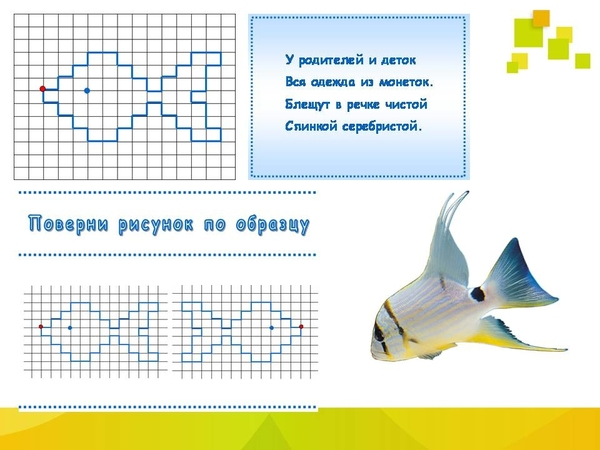 У родителей и деток
Вся одежда из монеток.
Блещут в речке чистой
Спинкой серебристой.
Поверни рисунок по образцу